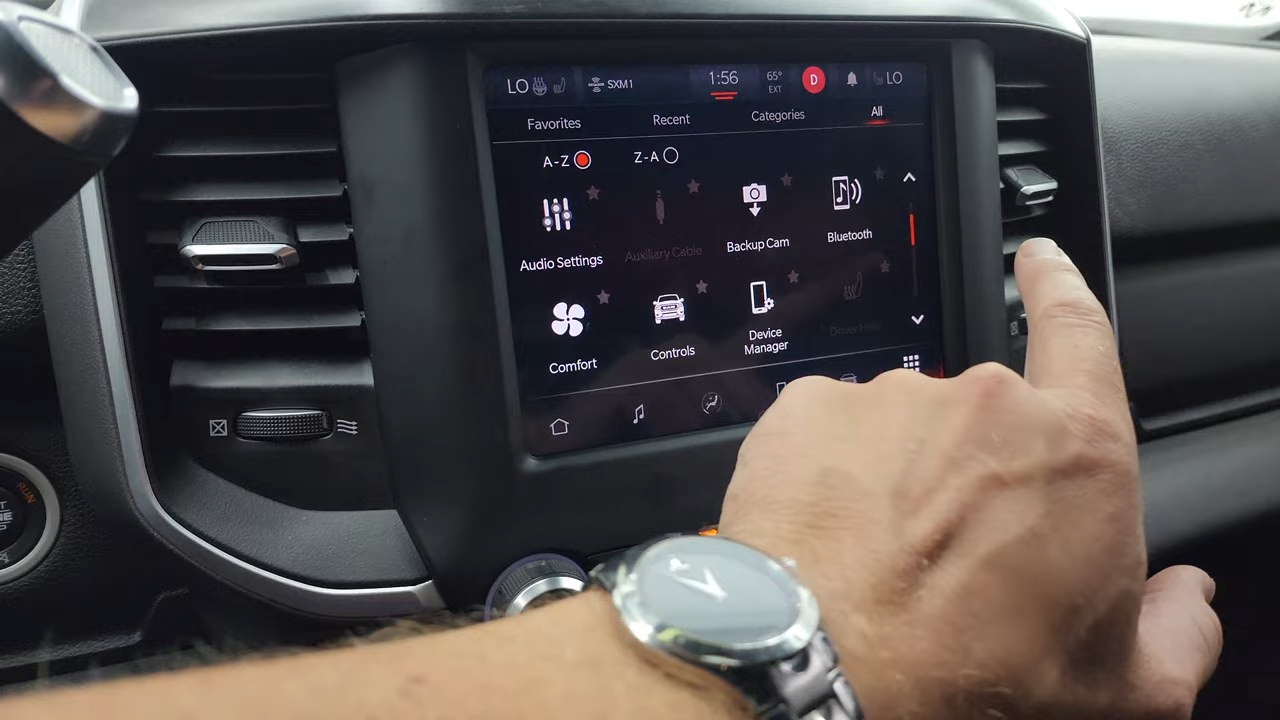 LO SXM1 1:56 65° EXT D LO
Favorites Recent Categories All
A-Z Z-A
Audio Settings Auxiliary Cable Backup Cam Bluetooth
Comfort Controls Device Manager
RUN